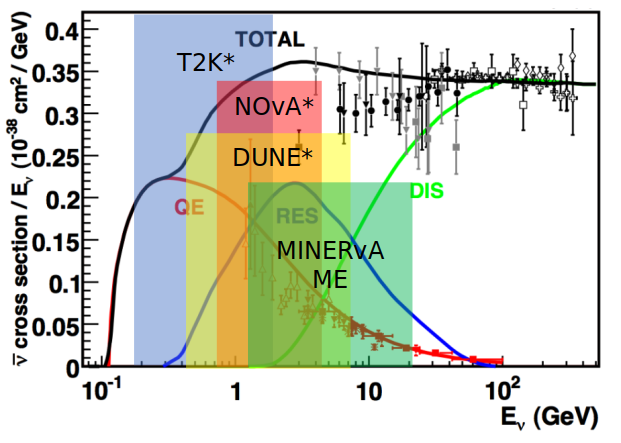 ν̄ cross section / Eν (10⁻³⁸ cm² / GeV)
0.4
0.35
0.3
0.25
0.2
0.15
0.1
0.05
0
TOTAL
T2K*
NOvA*
DUNE*
QE
RES
DIS
MINERvA
ME
10⁻¹
1
10
10²
Eν (GeV)